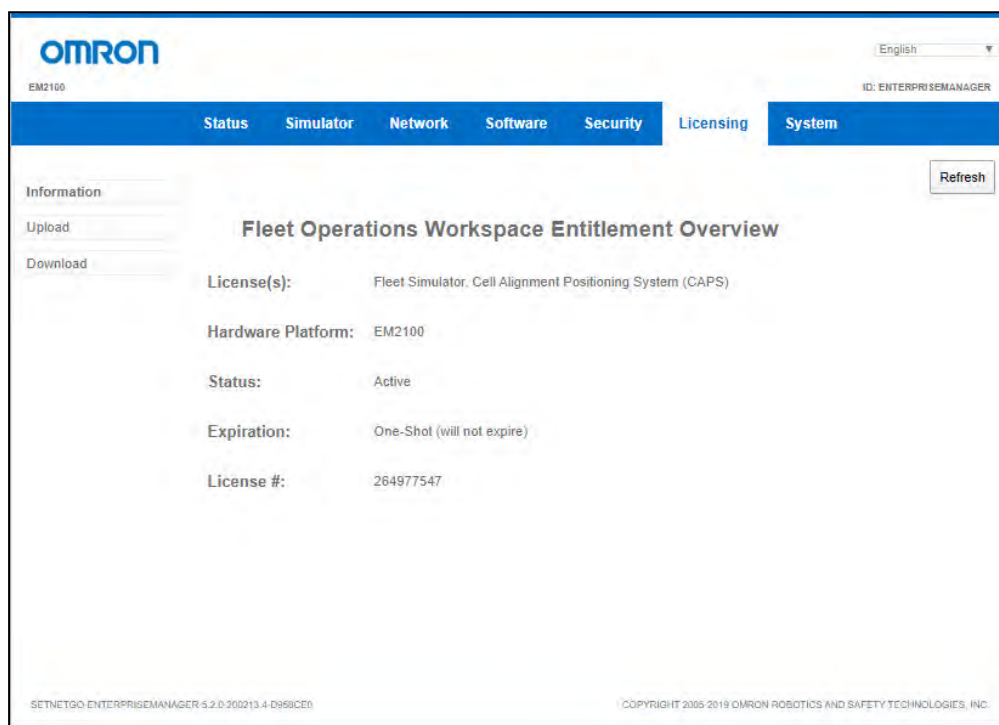 OMRON
English
EM2100
ID: ENTERPRISEMANAGER
Status Simulator Network Software Security Licensing System
Refresh
Information
Upload
Download
Fleet Operations Workspace Entitlement Overview
License(s): Fleet Simulator, Cell Alignment Positioning System (CAPS)
Hardware Platform: EM2100
Status: Active
Expiration: One-Shot (will not expire)
License #: 264977547
SETNETGO-ENTERPRISEMANAGER-5.2.0-200213.4-D958CE0
COPYRIGHT 2005-2019 OMRON ROBOTICS AND SAFETY TECHNOLOGIES, INC.